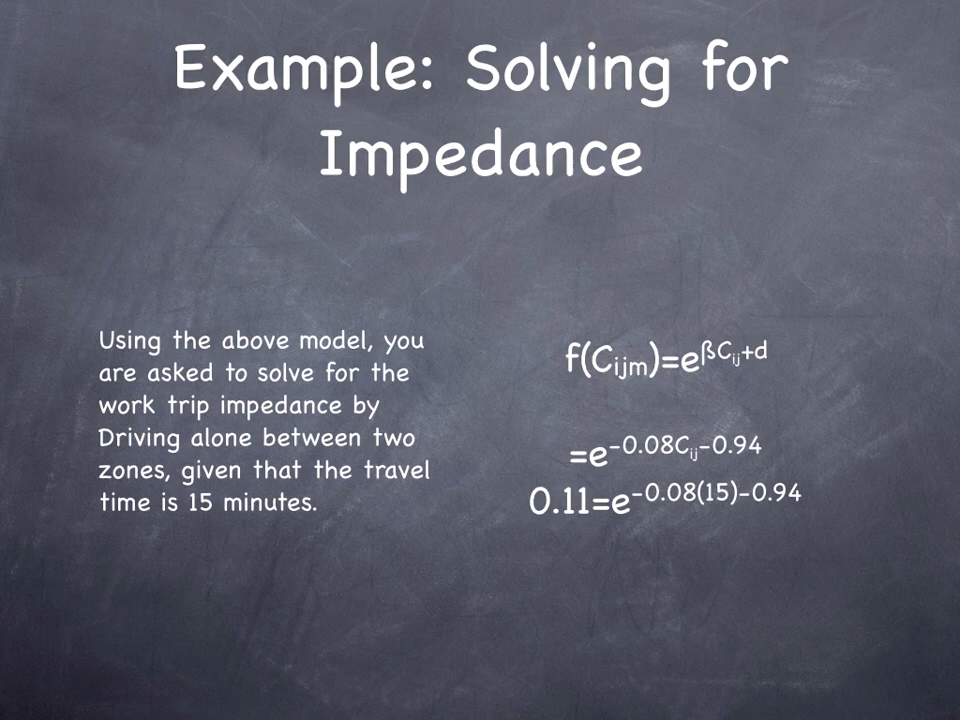 Example: Solving for
Impedance
Using the above model, you
are asked to solve for the
work trip impedance by
Driving alone between two
zones, given that the travel
time is 15 minutes.
f(Cijm)=e^ßCij+d
=e^-0.08Cij-0.94
0.11=e^-0.08(15)-0.94